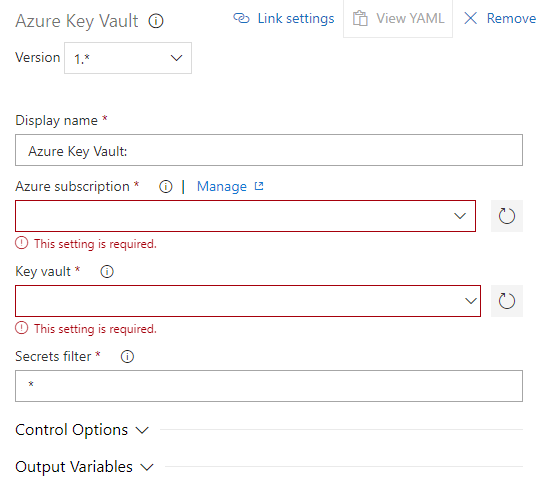 Azure Key Vault Link settings View YAML Remove
Version 1.*
Display name *
Azure Key Vault:
Azure subscription * | Manage
This setting is required.
Key vault *
This setting is required.
Secrets filter *
*
Control Options
Output Variables